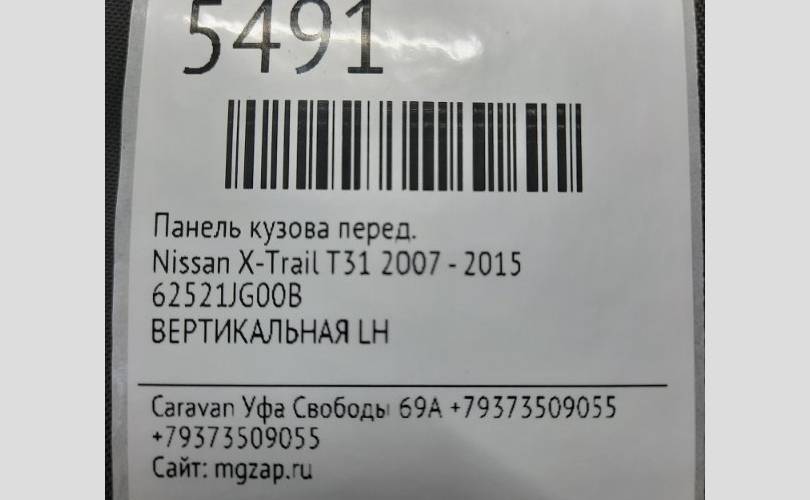 5491
Панель кузова перед.
Nissan X-Trail T31 2007 - 2015
62521JG00B
ВЕРТИКАЛЬНАЯ LH
Caravan Уфа Свободы 69А +79373509055
+79373509055
Сайт: mgzap.ru